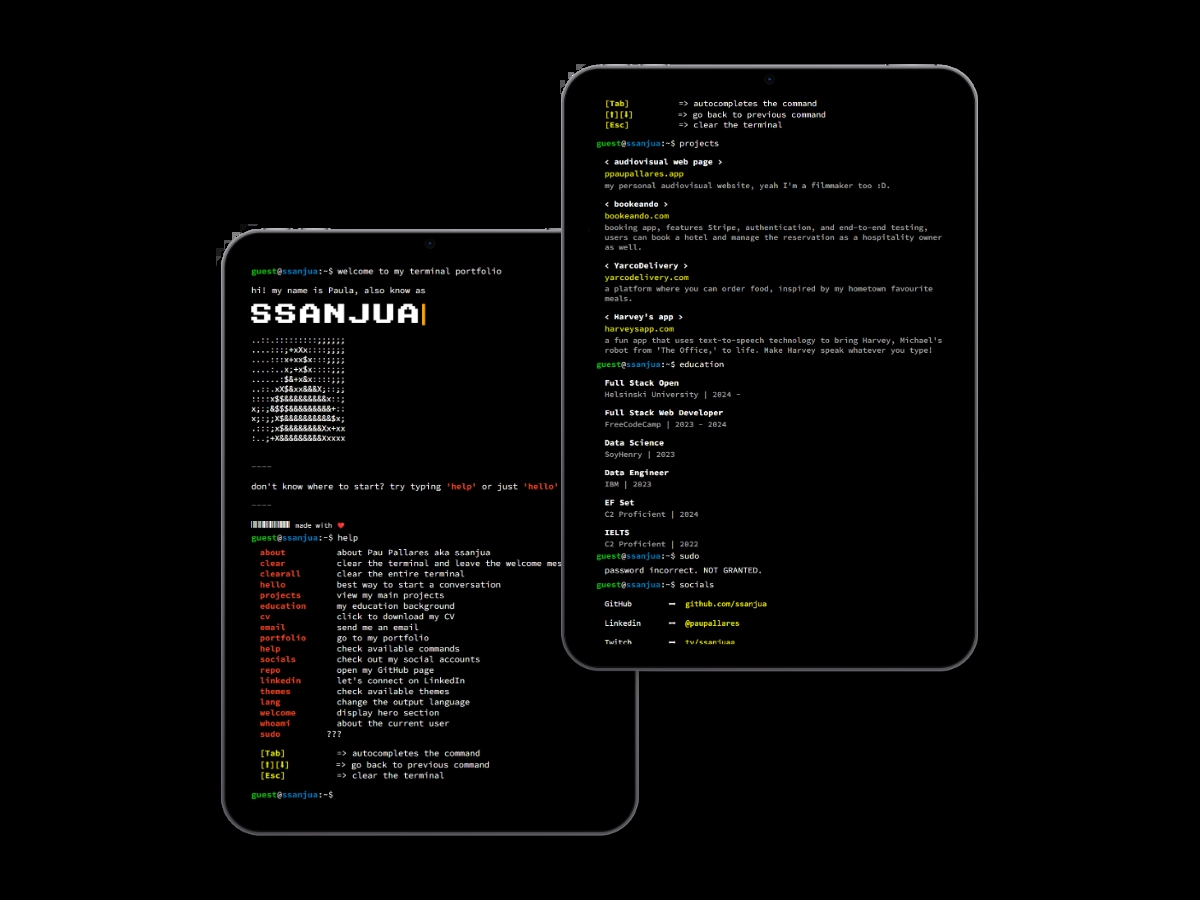 guest@ssanjua:~$ welcome to my terminal portfolio
hi! my name is Paula, also know as
SSANJUA
..::.:::::::::;;;;;;
....:::;+xXx::::;;;;
....:::x+xx$x:::;;;;
....:..x;+x$x::::;;;
......:$&+x&x::::;;;
..::.xX$&xx&&&X;::;;
::::x$$&&&&&&&&&x::;
x;:;&$$$&&&&&&&&&+::
x;:;;X$&&&&&&&&&&$x;
.:::;x$&&&&&&&&Xx+xx
:..;+X&&&&&&&&&Xxxxx
----
don't know where to start? try typing 'help' or just 'hello'
----
made with ❤
guest@ssanjua:~$ help
about about Pau Pallares aka ssanjua
clear clear the terminal and leave the welcome mes
clearall clear the entire terminal
hello best way to start a conversation
projects view my main projects
education my education background
cv click to download my CV
email send me an email
portfolio go to my portfolio
help check available commands
socials check out my social accounts
repo open my GitHub page
linkedin let's connect on LinkedIn
themes check available themes
lang change the output language
welcome display hero section
whoami about the current user
sudo ???
[Tab] => autocompletes the command
[⬆][⬇] => go back to previous command
[Esc] => clear the terminal
guest@ssanjua:~$
[Tab] => autocompletes the command
[⬆][⬇] => go back to previous command
[Esc] => clear the terminal
guest@ssanjua:~$ projects
< audiovisual web page >
ppaupallares.app
my personal audiovisual website, yeah I'm a filmmaker too :D.
< bookeando >
bookeando.com
booking app, features Stripe, authentication, and end-to-end testing,
users can book a hotel and manage the reservation as a hospitality owner
as well.
< YarcoDelivery >
yarcodelivery.com
a platform where you can order food, inspired by my hometown favourite
meals.
< Harvey's app >
harveysapp.com
a fun app that uses text-to-speech technology to bring Harvey, Michael's
robot from 'The Office,' to life. Make Harvey speak whatever you type!
guest@ssanjua:~$ education
Full Stack Open
Helsinski University | 2024 -
Full Stack Web Developer
FreeCodeCamp | 2023 - 2024
Data Science
SoyHenry | 2023
Data Engineer
IBM | 2023
EF Set
C2 Proficient | 2024
IELTS
C2 Proficient | 2022
guest@ssanjua:~$ sudo
password incorrect. NOT GRANTED.
guest@ssanjua:~$ socials
GitHub ➡ github.com/ssanjua
Linkedin ➡ @paupallares
Twitch ➡ tv/ssanjuaa